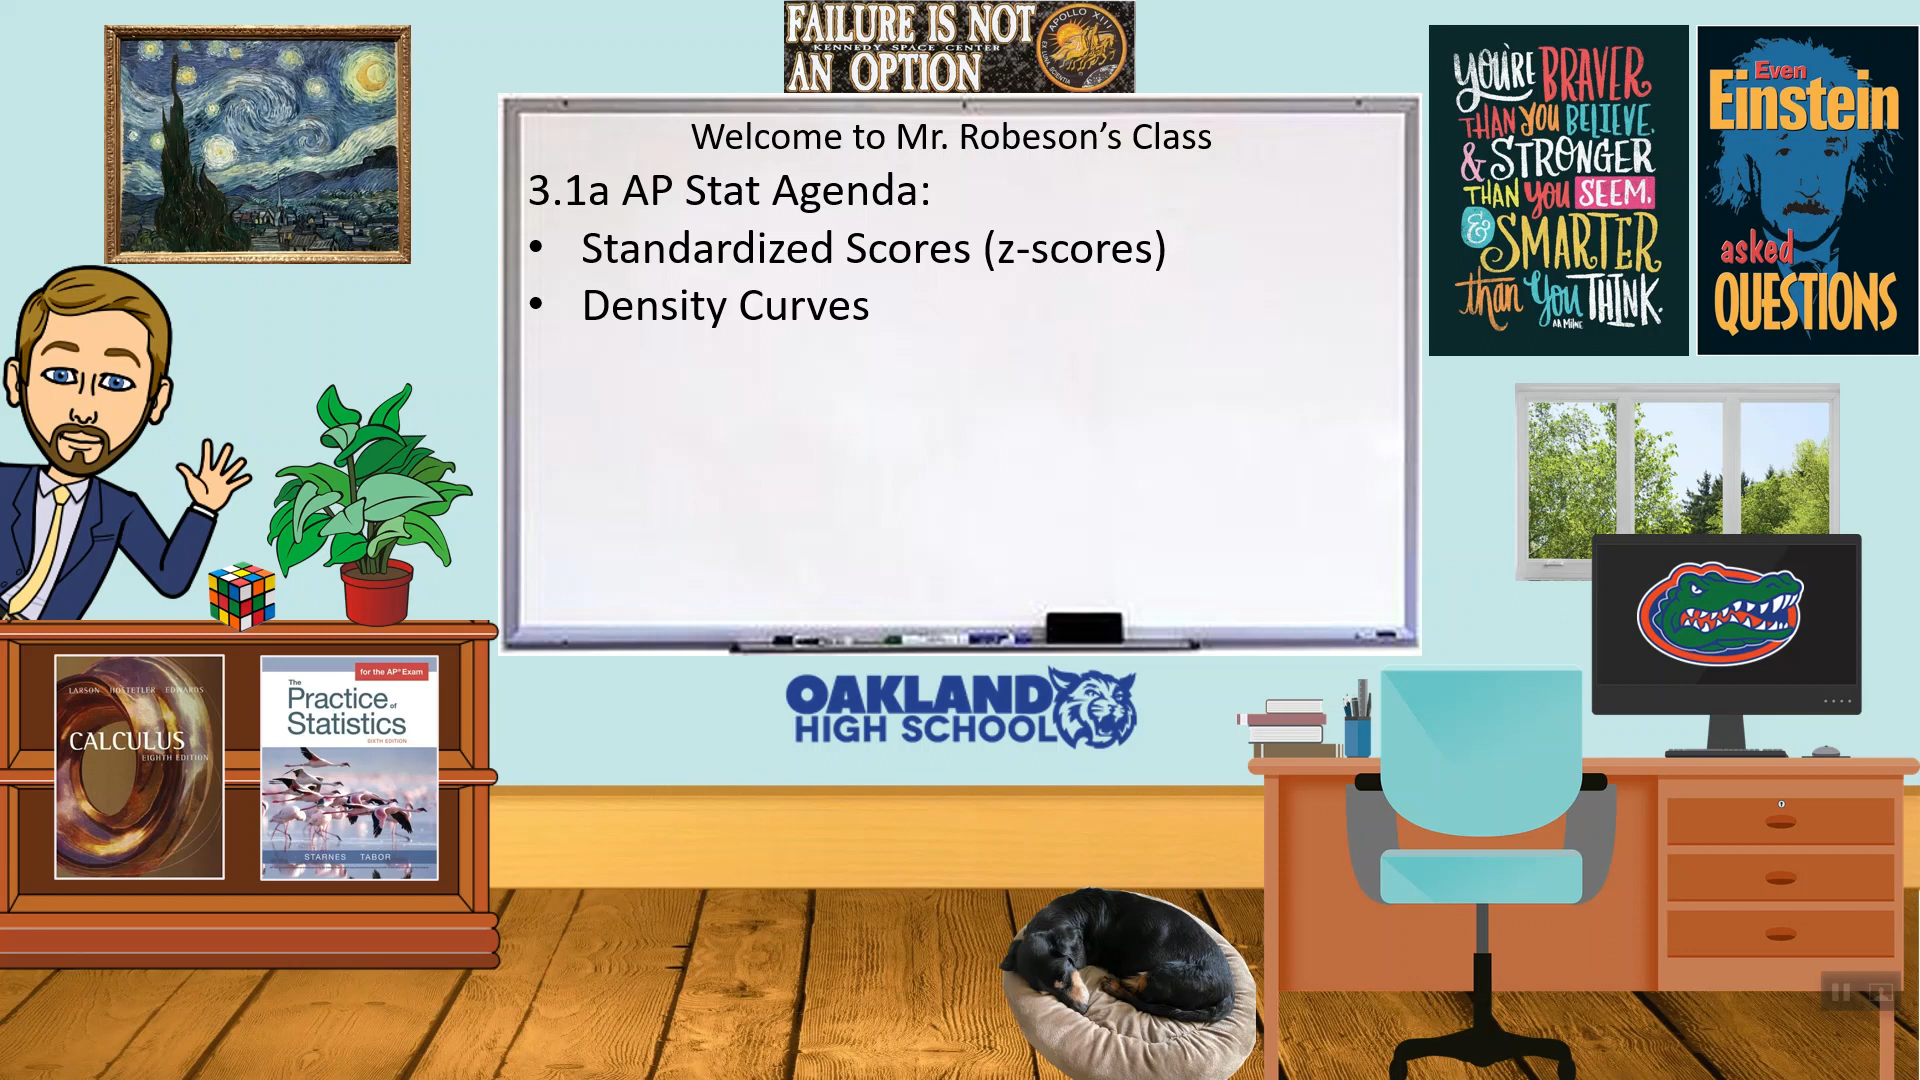 FAILURE IS NOT
KENNEDY SPACE CENTER
AN OPTION
APOLLO XIII
Welcome to Mr. Robeson’s Class
3.1a AP Stat Agenda:
• Standardized Scores (z-scores)
• Density Curves
YOU'RE BRAVER
THAN YOU BELIEVE,
& STRONGER
THAN YOU SEEM,
& SMARTER
than you THINK.
AA Milne
Even
Einstein
asked
QUESTIONS
LARSON HOSTETLER EDWARDS
CALCULUS
EIGHTH EDITION
for the AP® Exam
The
Practice of
Statistics
SIXTH EDITION
STARNES TABOR
OAKLAND
HIGH SCHOOL